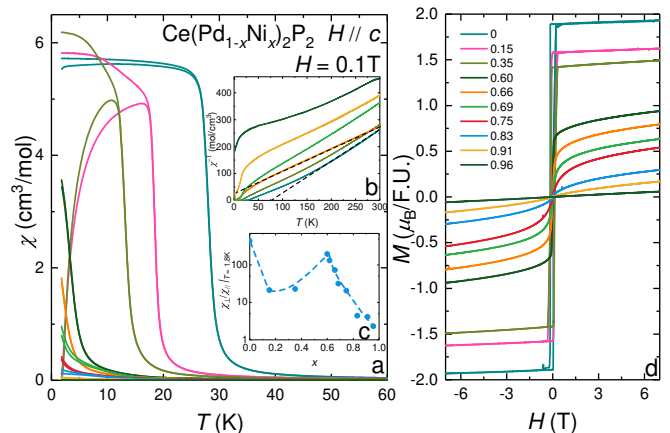 Ce(Pd1-xNix)2P2 H // c
H = 0.1T
χ (cm3/mol)
6
4
2
0
0 10 20 30 40 50 60
T (K)
a
χ-1 (mol/cm3)
400
300
200
100
0
0 50 100 150 200 250 300
T (K)
b
χ⊥/χ// |T = 1.8K
100
10
1
0.0 0.2 0.4 0.6 0.8 1.0
x
c
M (μB/F.U.)
2.0
1.5
1.0
0.5
0.0
-0.5
-1.0
-1.5
-2.0
0
0.15
0.35
0.60
0.66
0.69
0.75
0.83
0.91
0.96
-6 -3 0 3 6
H (T)
d